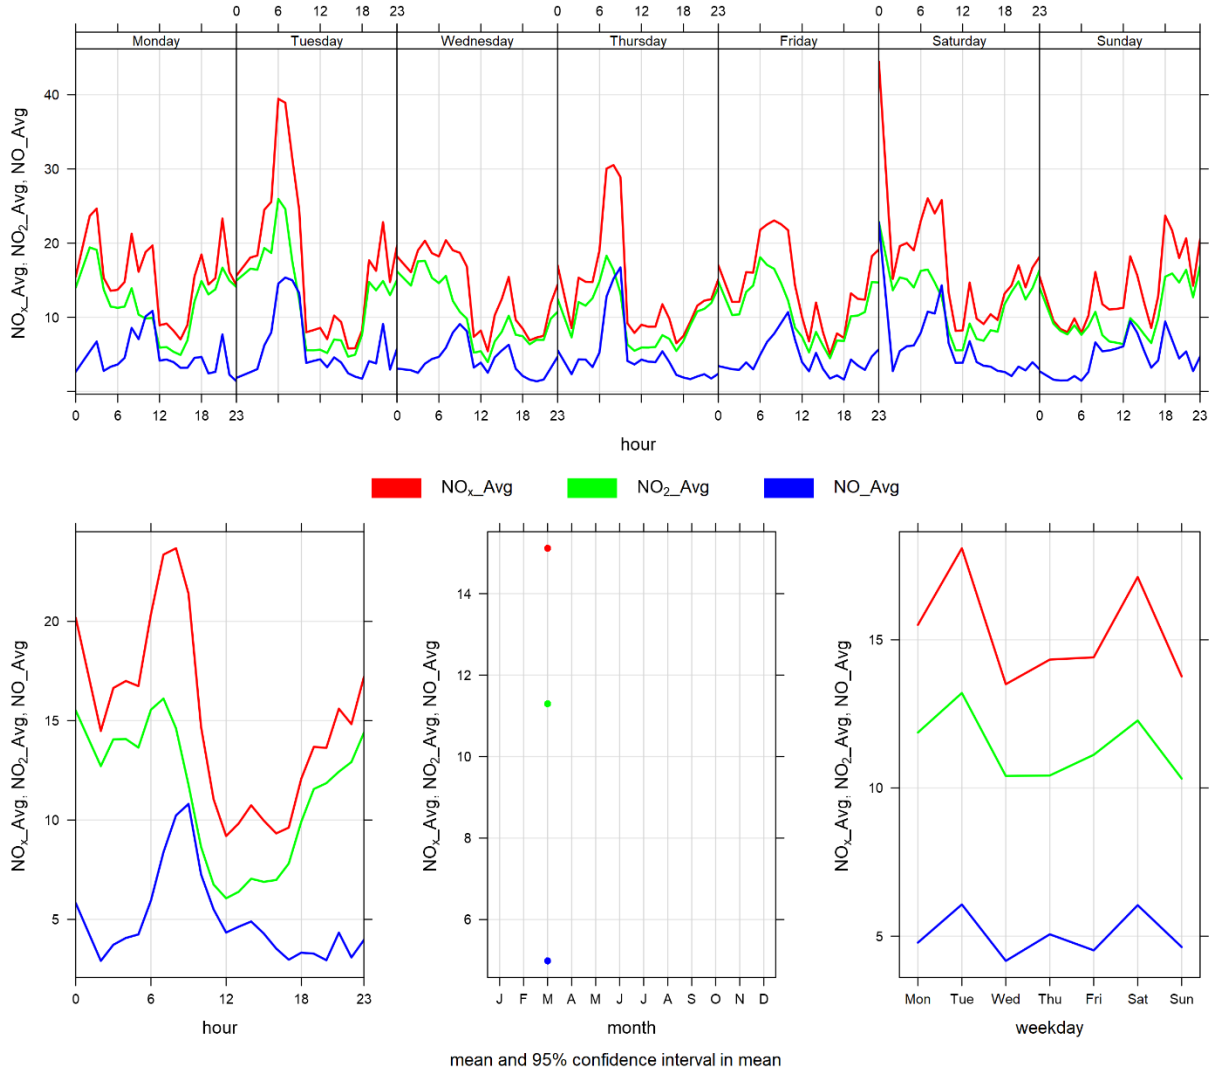 0 6 12 18 23 0 6 12 18 23 0 6 12 18 23
Monday Tuesday Wednesday Thursday Friday Saturday Sunday
NOₓ_Avg, NO₂_Avg, NO_Avg
40
30
20
10
0 6 12 18 23 0 6 12 18 23 0 6 12 18 23 0 6 12 18 23
hour
NOₓ_Avg NO₂_Avg NO_Avg
NOₓ_Avg, NO₂_Avg, NO_Avg
20
15
10
5
0 6 12 18 23
hour
NOₓ_Avg, NO₂_Avg, NO_Avg
14
12
10
8
6
J F M A M J J A S O N D
month
NOₓ_Avg, NO₂_Avg, NO_Avg
15
10
5
Mon Tue Wed Thu Fri Sat Sun
weekday
mean and 95% confidence interval in mean